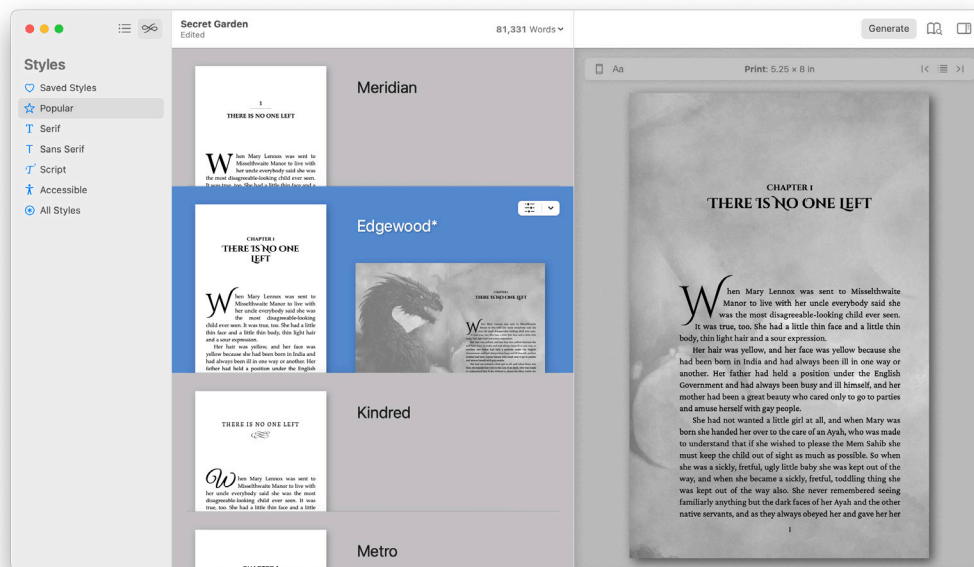 Secret Garden
Edited
81,331 Words
Generate
Styles
Saved Styles
Popular
Serif
Sans Serif
Script
Accessible
All Styles
Meridian
1
THERE IS NO ONE LEFT
When Mary Lennox was sent to
Misselthwaite Manor to live with
her uncle everybody said she was
the most disagreeable-looking child ever seen.
It was true, too. She had a little thin face and a
Edgewood*
CHAPTER 1
THERE IS NO ONE
LEFT
When Mary Lennox was sent to
Misselthwaite Manor to live with
her uncle everybody said she was
the most disagreeable-looking
child ever seen. It was true, too. She had a little
thin face and a little thin body, thin light hair
and a sour expression.
Her hair was yellow, and her face was
yellow because she had been born in India and
had always been ill in one way or another. Her
father had held a position under the English
CHAPTER 1
THERE IS NO ONE LEFT
Kindred
THERE IS NO ONE LEFT
When Mary Lennox was sent to
Misselthwaite Manor to live with
her uncle everybody said she was the most
disagreeable-looking child ever seen. It was
true, too. She had a little thin face and a little
Metro
CHAPTER 1
Aa
Print: 5.25 × 8 in
CHAPTER 1
THERE IS NO ONE LEFT
When Mary Lennox was sent to Misselthwaite
Manor to live with her uncle everybody said she
was the most disagreeable-looking child ever seen.
It was true, too. She had a little thin face and a little thin
body, thin light hair and a sour expression.
Her hair was yellow, and her face was yellow because she
had been born in India and had always been ill in one way or
another. Her father had held a position under the English
Government and had always been busy and ill himself, and her
mother had been a great beauty who cared only to go to parties
and amuse herself with gay people.
She had not wanted a little girl at all, and when Mary was
born she handed her over to the care of an Ayah, who was made
to understand that if she wished to please the Mem Sahib she
must keep the child out of sight as much as possible. So when
she was a sickly, fretful, ugly little baby she was kept out of the
way, and when she became a sickly, fretful, toddling thing she
was kept out of the way also. She never remembered seeing
familiarly anything but the dark faces of her Ayah and the other
native servants, and as they always obeyed her and gave her her
1